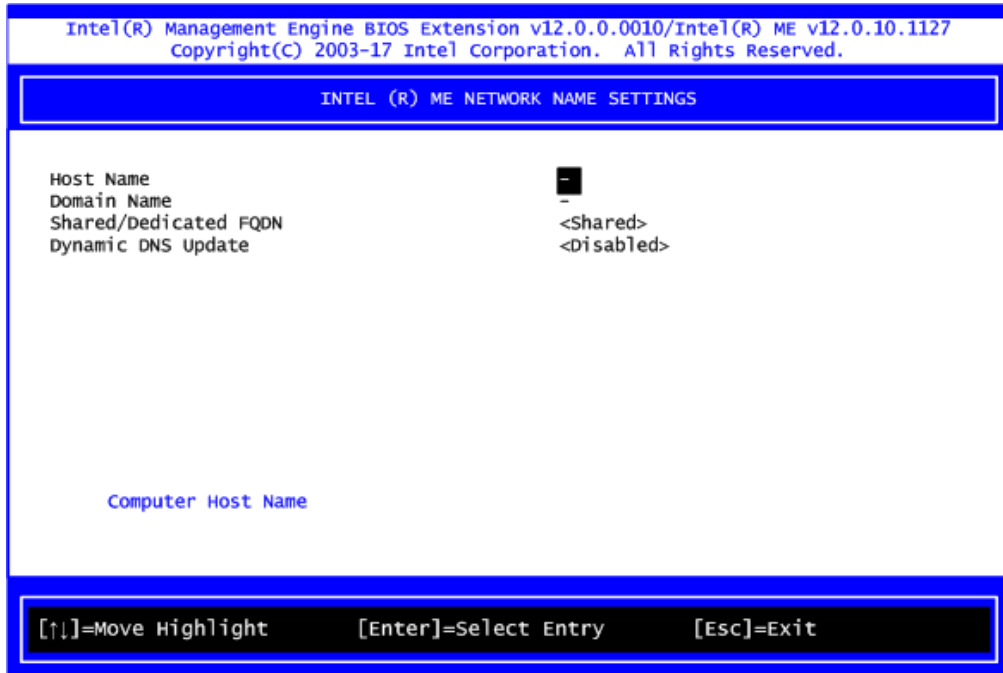 Intel(R) Management Engine BIOS Extension v12.0.0.0010/Intel(R) ME v12.0.10.1127
Copyright(C) 2003-17 Intel Corporation. All Rights Reserved.
INTEL (R) ME NETWORK NAME SETTINGS
Host Name -
Domain Name -
Shared/Dedicated FQDN <Shared>
Dynamic DNS Update <Disabled>
Computer Host Name
[↑↓]=Move Highlight [Enter]=Select Entry [Esc]=Exit